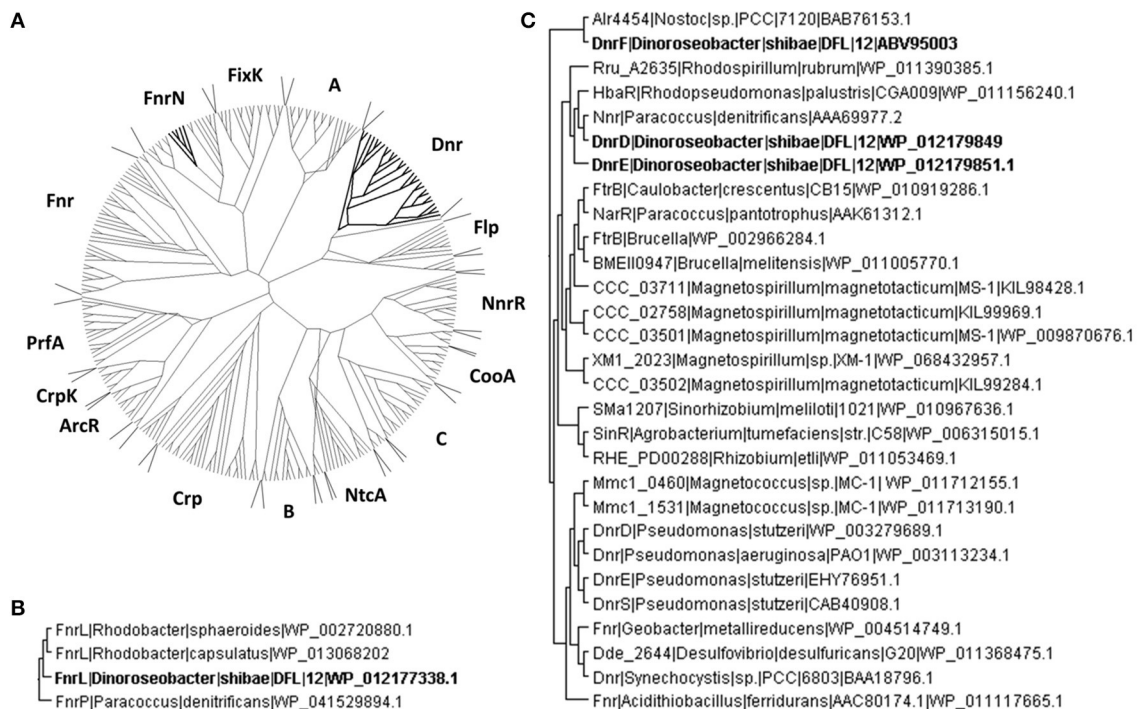 A
FixK
A
FnrN
Dnr
Fnr
Flp
NnrR
PrfA
CooA
CrpK
ArcR
C
Crp
B
NtcA
B
FnrL|Rhodobacter|sphaeroides|WP_002720880.1
FnrL|Rhodobacter|capsulatus|WP_013068202
FnrL|Dinoroseobacter|shibae|DFL|12|WP_012177338.1
FnrP|Paracoccus|denitrificans|WP_041529894.1
C
Alr4454|Nostoc|sp.|PCC|7120|BAB76153.1
DnrF|Dinoroseobacter|shibae|DFL|12|ABV95003
Rru_A2635|Rhodospirillum|rubrum|WP_011390385.1
HbaR|Rhodopseudomonas|palustris|CGA009|WP_011156240.1
Nnr|Paracoccus|denitrificans|AAA69977.2
DnrD|Dinoroseobacter|shibae|DFL|12|WP_012179849
DnrE|Dinoroseobacter|shibae|DFL|12|WP_012179851.1
FtrB|Caulobacter|crescentus|CB15|WP_010919286.1
NarR|Paracoccus|pantotrophus|AAK61312.1
FtrB|Brucella|WP_002966284.1
BMEII0947|Brucella|melitensis|WP_011005770.1
CCC_03711|Magnetospirillum|magnetotacticum|MS-1|KIL98428.1
CCC_02758|Magnetospirillum|magnetotacticum|KIL99969.1
CCC_03501|Magnetospirillum|magnetotacticum|MS-1|WP_009870676.1
XM1_2023|Magnetospirillum|sp.|XM-1|WP_068432957.1
CCC_03502|Magnetospirillum|magnetotacticum|KIL99284.1
SMa1207|Sinorhizobium|meliloti|1021|WP_010967636.1
SinR|Agrobacterium|tumefaciens|str.|C58|WP_006315015.1
RHE_PD00288|Rhizobium|etli|WP_011053469.1
Mmc1_0460|Magnetococcus|sp.|MC-1| WP_011712155.1
Mmc1_1531|Magnetococcus|sp.|MC-1|WP_011713190.1
DnrD|Pseudomonas|stutzeri|WP_003279689.1
Dnr|Pseudomonas|aeruginosa|PAO1|WP_003113234.1
DnrE|Pseudomonas|stutzeri|EHY76951.1
DnrS|Pseudomonas|stutzeri|CAB40908.1
Fnr|Geobacter|metallireducens|WP_004514749.1
Dde_2644|Desulfovibrio|desulfuricans|G20|WP_011368475.1
Dnr|Synechocystis|sp.|PCC|6803|BAA18796.1
Fnr|Acidithiobacillus|ferridurans|AAC80174.1|WP_011117665.1